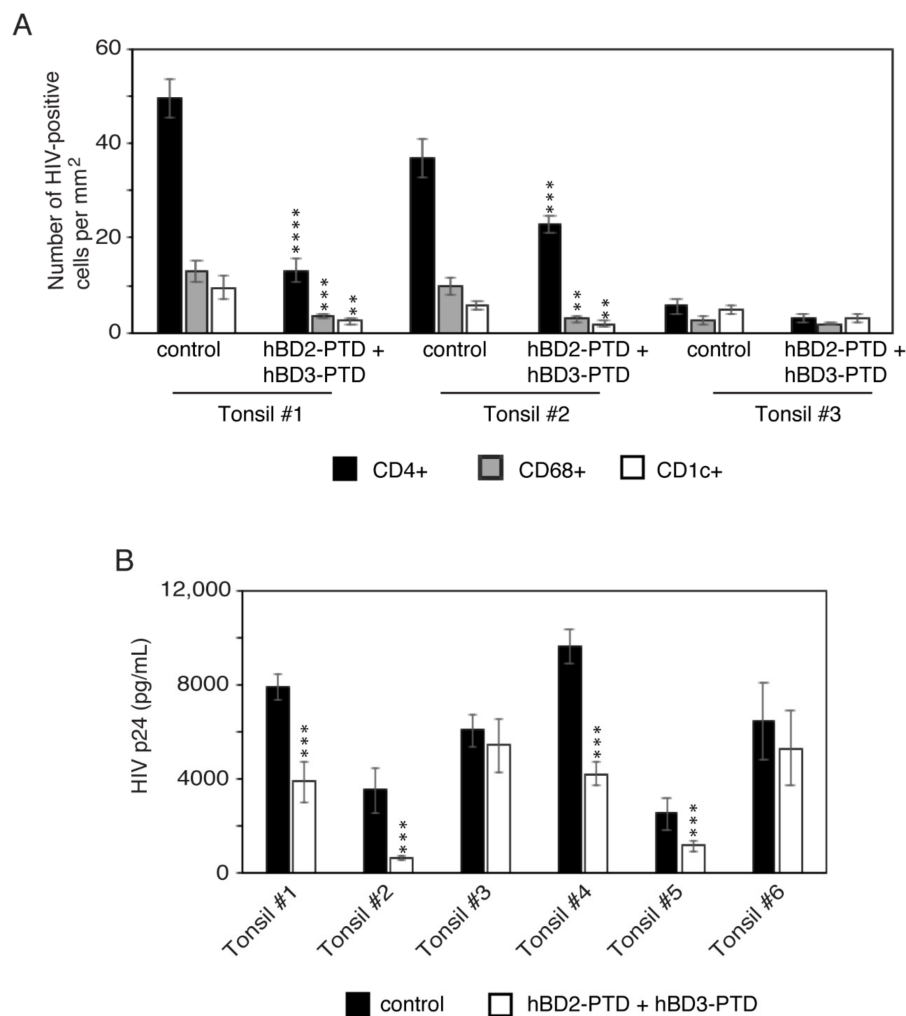 A
Number of HIV-positive
cells per mm2
60
40
20
0
****
***
**
***
**
**
control
hBD2-PTD +
hBD3-PTD
control
hBD2-PTD +
hBD3-PTD
control
hBD2-PTD +
hBD3-PTD
Tonsil #1
Tonsil #2
Tonsil #3
CD4+
CD68+
CD1c+
B
HIV p24 (pg/mL)
12,000
8000
4000
0
***
***
***
***
Tonsil #1
Tonsil #2
Tonsil #3
Tonsil #4
Tonsil #5
Tonsil #6
control
hBD2-PTD + hBD3-PTD